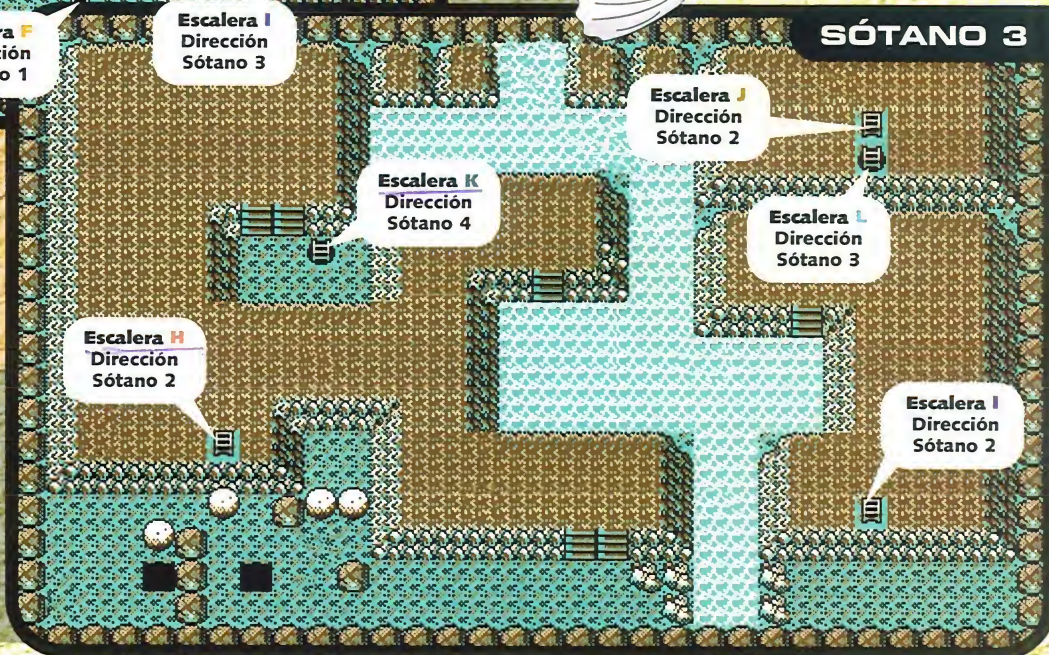 Escalera I
Dirección
Sótano 3
SÓTANO 3
Escalera J
Dirección
Sótano 2
Escalera K
Dirección
Sótano 4
Escalera L
Dirección
Sótano 3
Escalera H
Dirección
Sótano 2
Escalera I
Dirección
Sótano 2